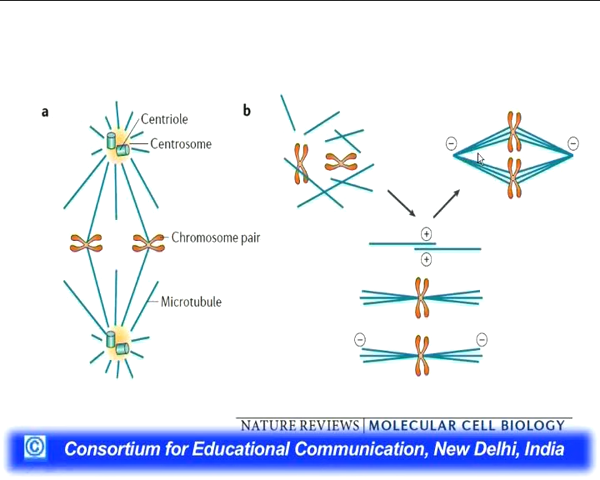 a
b
Centriole
Centrosome
Chromosome pair
Microtubule
− −
+
+
− −
NATURE REVIEWS | MOLECULAR CELL BIOLOGY
© Consortium for Educational Communication, New Delhi, India